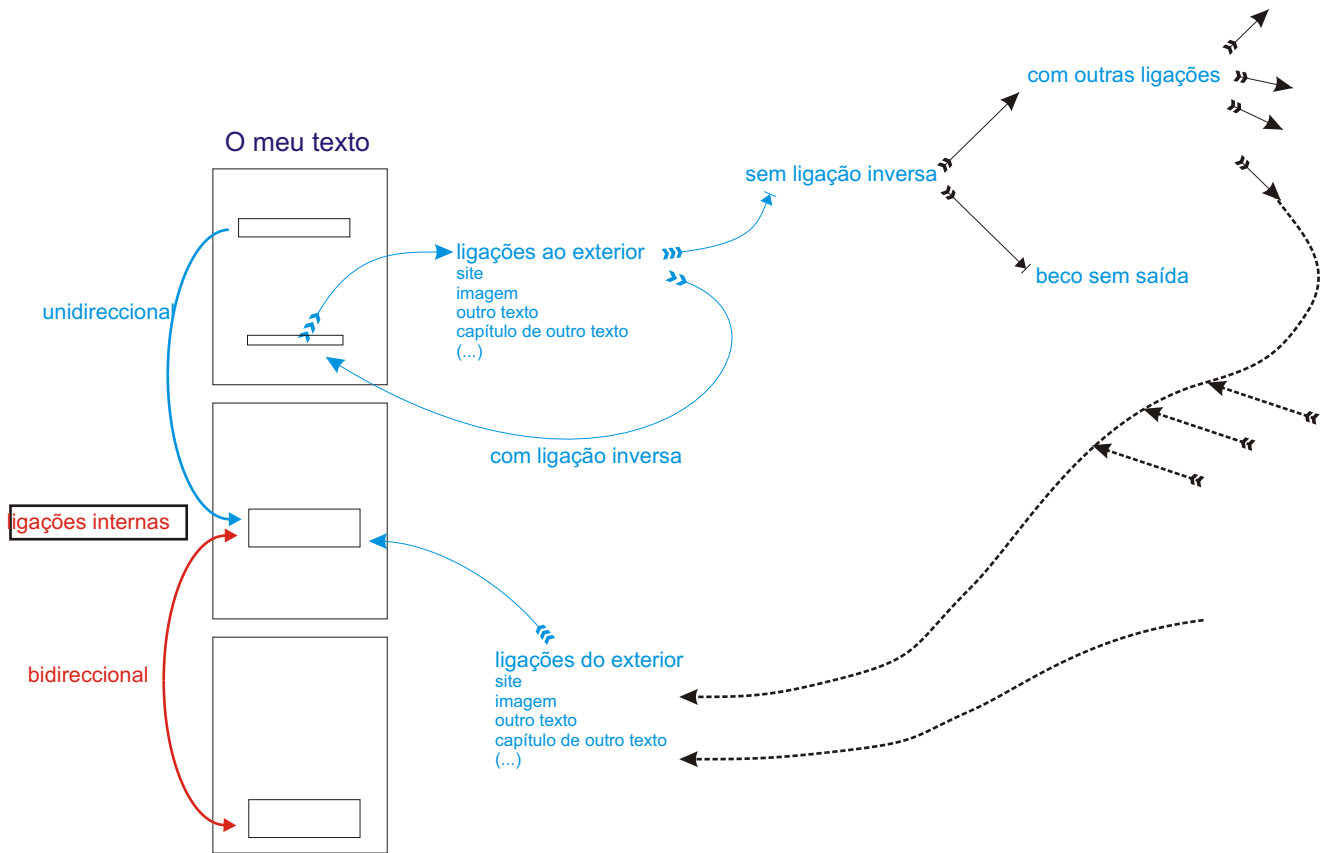 com outras ligações
O meu texto
sem ligação inversa
ligações ao exterior
site
imagem
outro texto
capítulo de outro texto
(...)
beco sem saída
unidireccional
com ligação inversa
ligações internas
bidireccional
ligações do exterior
site
imagem
outro texto
capítulo de outro texto
(...)